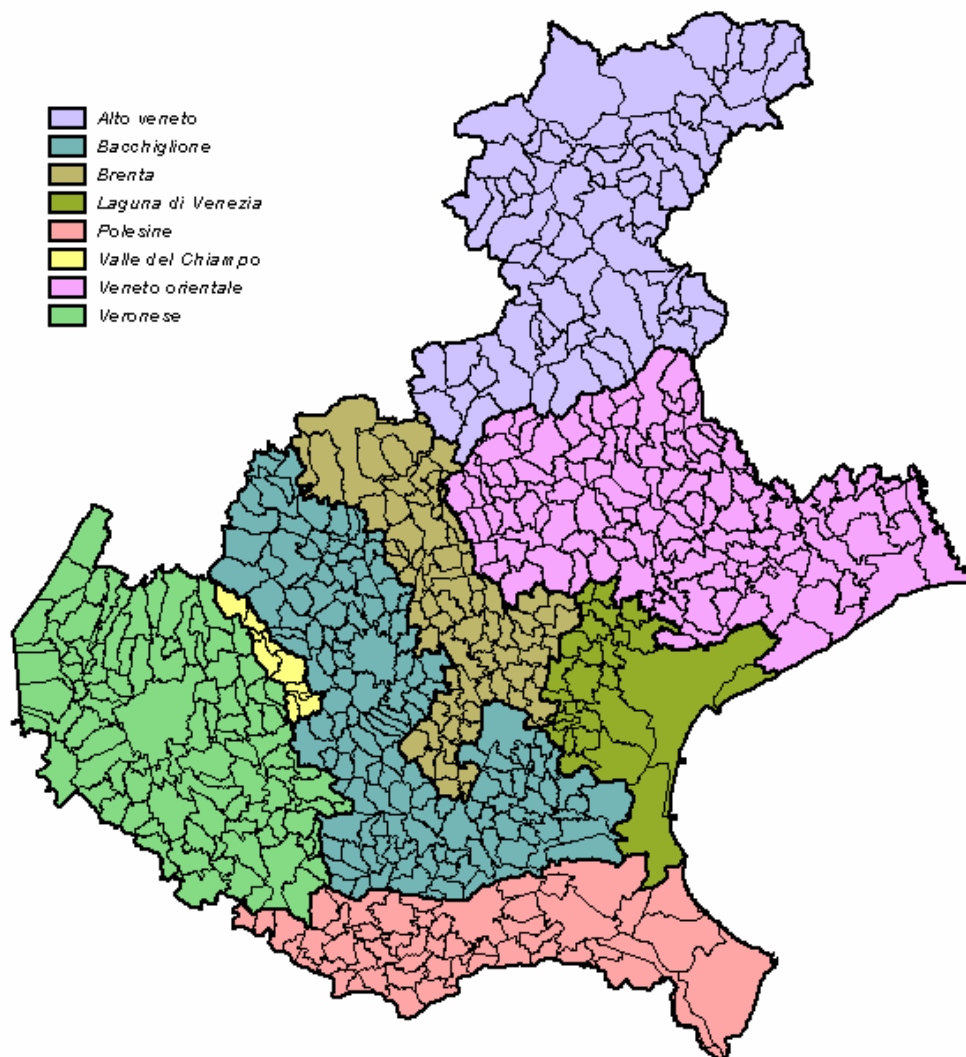 Alto veneto
Bacchiglione
Brenta
Laguna di Venezia
Polesine
Valle del Chiampo
Veneto orientale
Veronese